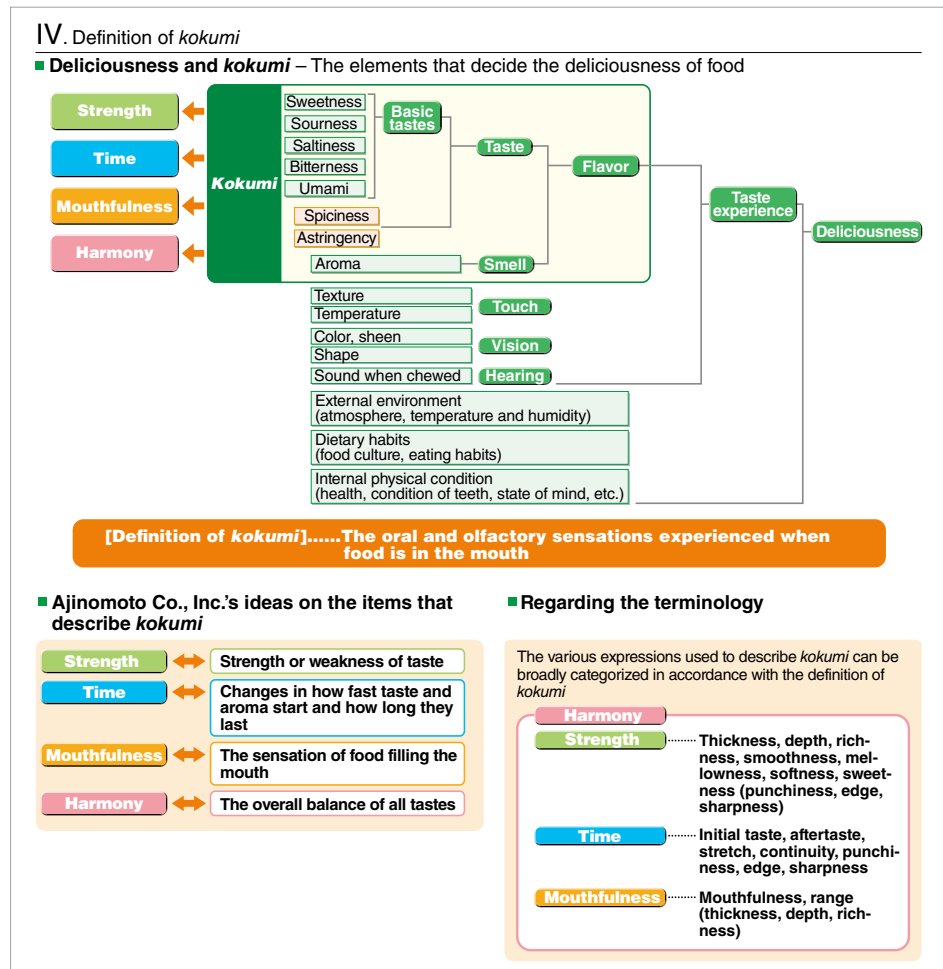 IV. Definition of kokumi
■ Deliciousness and kokumi – The elements that decide the deliciousness of food
Strength
Time
Mouthfulness
Harmony
Kokumi
Sweetness
Sourness
Saltiness
Bitterness
Umami
Basic
tastes
Spiciness
Astringency
Taste
Aroma
Smell
Flavor
Texture
Temperature
Touch
Color, sheen
Shape
Vision
Sound when chewed
Hearing
Taste
experience
Deliciousness
External environment
(atmosphere, temperature and humidity)
Dietary habits
(food culture, eating habits)
Internal physical condition
(health, condition of teeth, state of mind, etc.)
[Definition of kokumi]......The oral and olfactory sensations experienced when
food is in the mouth
■ Ajinomoto Co., Inc.'s ideas on the items that
describe kokumi
Strength
Strength or weakness of taste
Time
Changes in how fast taste and
aroma start and how long they
last
Mouthfulness
The sensation of food filling the
mouth
Harmony
The overall balance of all tastes
■ Regarding the terminology
The various expressions used to describe kokumi can be
broadly categorized in accordance with the definition of
kokumi
Harmony
Strength ········ Thickness, depth, rich-
ness, smoothness, mel-
lowness, softness, sweet-
ness (punchiness, edge,
sharpness)
Time ········ Initial taste, aftertaste,
stretch, continuity, punchi-
ness, edge, sharpness
Mouthfulness ········ Mouthfulness, range
(thickness, depth, rich-
ness)